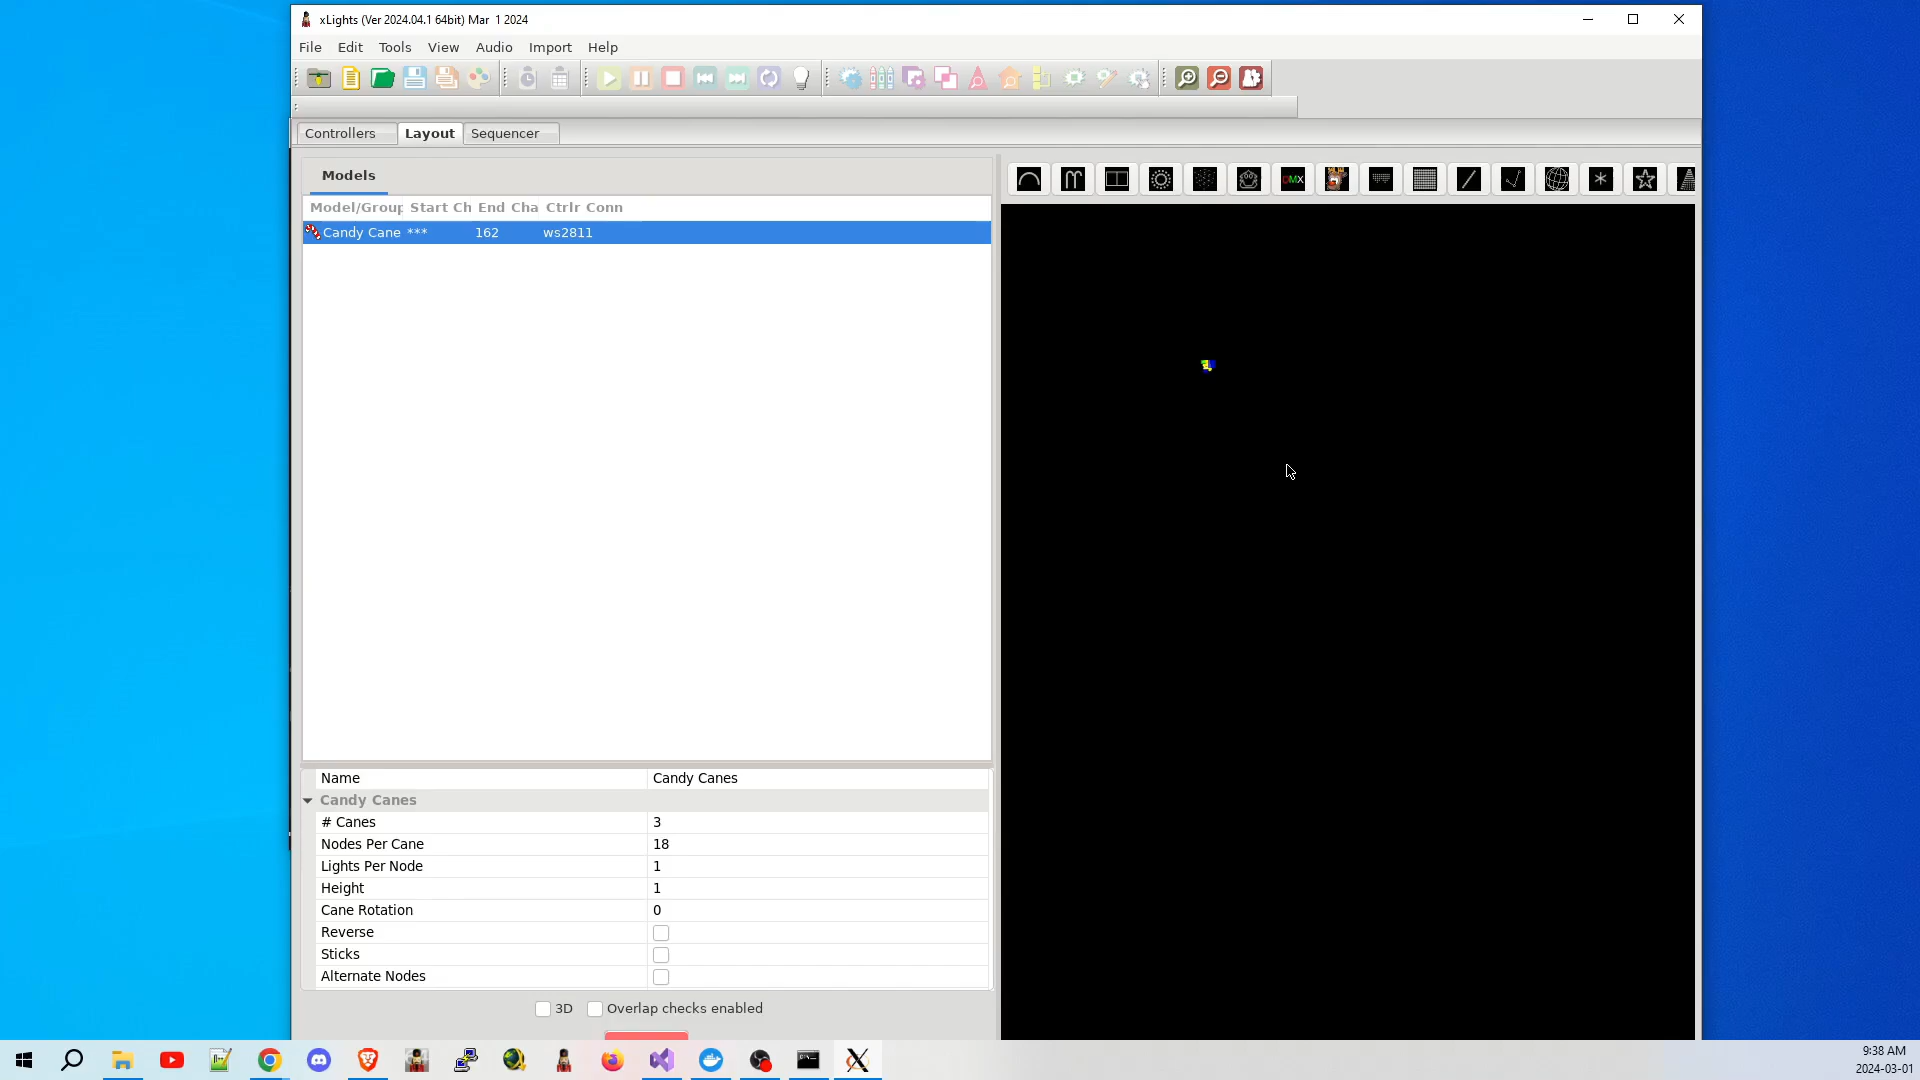 xLights (Ver 2024.04.1 64bit) Mar 1 2024
File Edit Tools View Audio Import Help
Controllers Layout Sequencer
Models
Model/Group Start Ch End Cha Ctrlr Conn
Candy Cane *** 162 ws2811
DMX
Name Candy Canes
Candy Canes
# Canes 3
Nodes Per Cane 18
Lights Per Node 1
Height 1
Cane Rotation 0
Reverse
Sticks
Alternate Nodes
3D Overlap checks enabled
9:38 AM
2024-03-01